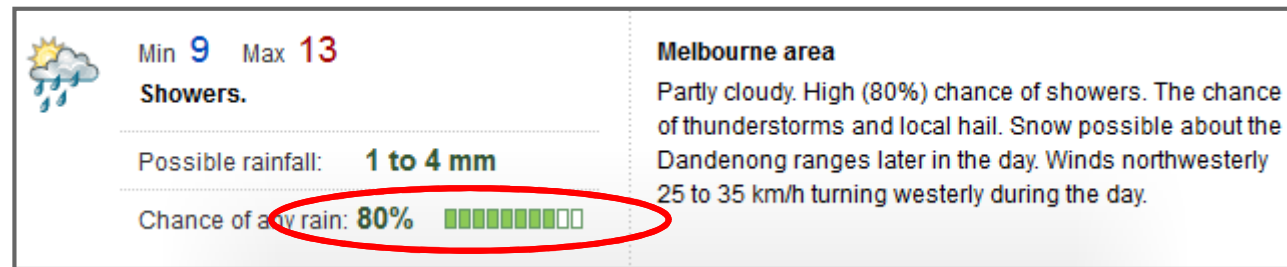 Min 9 Max 13
Showers.
Possible rainfall: 1 to 4 mm
Chance of any rain: 80%
Melbourne area
Partly cloudy. High (80%) chance of showers. The chance
of thunderstorms and local hail. Snow possible about the
Dandenong ranges later in the day. Winds northwesterly
25 to 35 km/h turning westerly during the day.